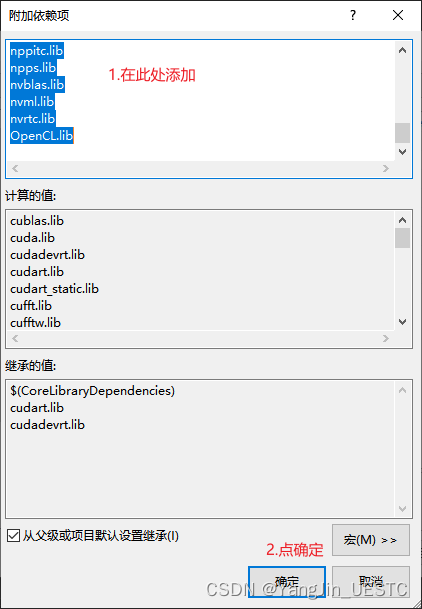 附加依赖项
?
nppitc.lib
npps.lib
nvblas.lib
nvml.lib
nvrtc.lib
OpenCL.lib
1.在此处添加
计算的值:
cublas.lib
cuda.lib
cudadevrt.lib
cudart.lib
cudart_static.lib
cufft.lib
cufftw.lib
继承的值:
$(CoreLibraryDependencies)
cudart.lib
cudadevrt.lib
从父级或项目默认设置继承(I)
宏(M) >>
2.点确定
确定
取消
CSDN @YangJin_UESTC